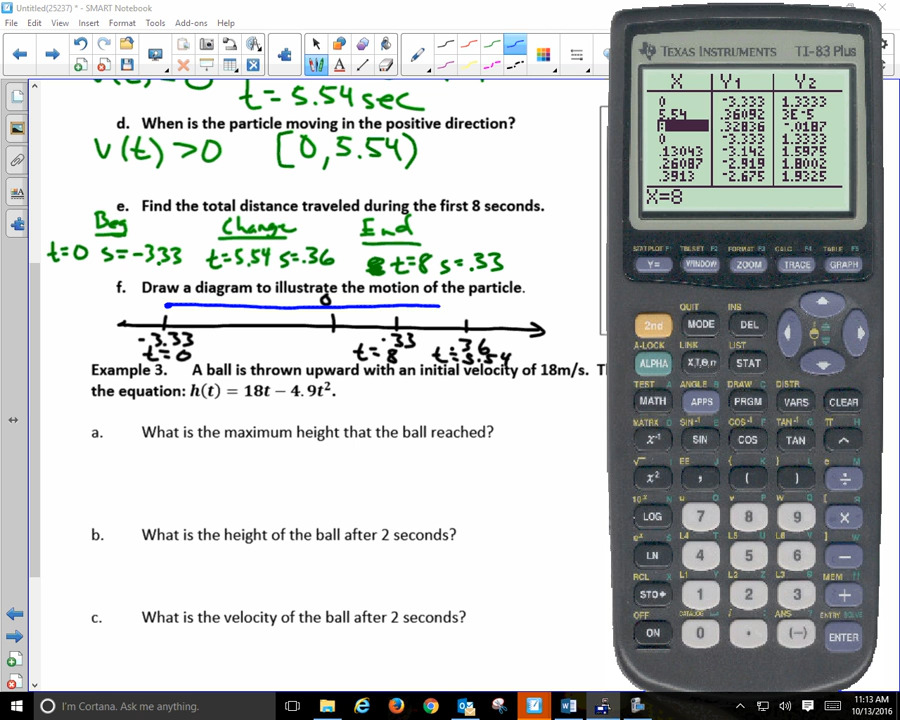 Untitled(25237) * - SMART Notebook
File Edit View Insert Format Tools Add-ons Help
t = 5.54 sec
d. When is the particle moving in the positive direction?
v(t) > 0 [0, 5.54)
e. Find the total distance traveled during the first 8 seconds.
Beg Change End
t=0 s=-3.33 t=5.54 s=.36 t=8 s=.33
f. Draw a diagram to illustrate the motion of the particle.
0
-3.33 .33 .36
t=0 t=8
Example 3. A ball is thrown upward with an initial velocity of 18m/s. T
the equation: h(t) = 18t − 4.9t².
a. What is the maximum height that the ball reached?
b. What is the height of the ball after 2 seconds?
c. What is the velocity of the ball after 2 seconds?
TEXAS INSTRUMENTS TI-83 Plus
X Y1 Y2
0 -3.333 1.3333
5.54 .36092 3E-5
8 .32836 -.0187
0 -3.333 1.3333
.13043 -3.142 1.5975
.26087 -2.919 1.8002
.3913 -2.675 1.9325
X=8
STAT PLOT F1 TBLSET F2 FORMAT F3 CALC F4 TABLE F5
Y= WINDOW ZOOM TRACE GRAPH
QUIT INS
2nd MODE DEL
A-LOCK LINK LIST
ALPHA X,T,θ,n STAT
TEST A ANGLE B DRAW C DISTR
MATH APPS PRGM VARS CLEAR
MATRX D SIN⁻¹ E COS⁻¹ F TAN⁻¹ G π H
x⁻¹ SIN COS TAN ^
√ I EE J { K } L e M
x² , ( ) ÷
10ˣ N u O v P w Q [ R
LOG 7 8 9 ×
eˣ S L4 T L5 U L6 V ] W
LN 4 5 6 −
RCL X L1 Y L2 Z L3 θ MEM "
STO▸ 1 2 3 +
OFF CATALOG i ANS ? ENTRY SOLVE
ON 0 . (−) ENTER
I'm Cortana. Ask me anything.
11:13 AM
10/13/2016